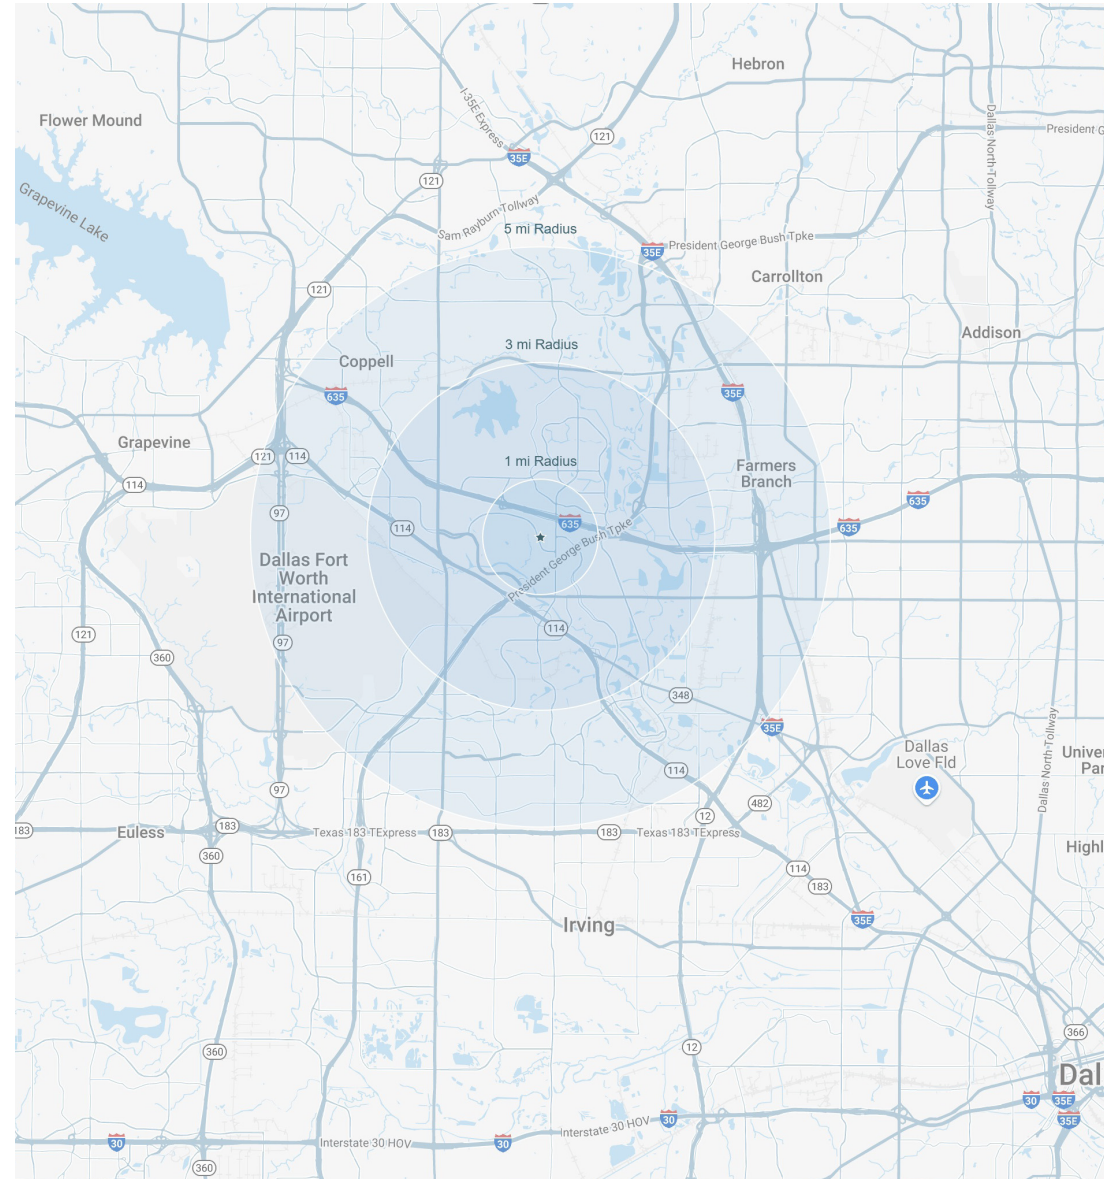 Hebron
Flower Mound
I-35E Express
121
Dallas North Tollway
President G
35E
121
Grapevine Lake
Sam Rayburn Tollway
5 mi Radius
35E
President George Bush Tpke
Carrollton
121
Addison
3 mi Radius
Coppell
635
35E
Grapevine
121
114
1 mi Radius
Farmers
Branch
114
635
97
114
635
635
President George Bush Tpke
Dallas Fort
Worth
International
Airport
121
97
114
360
348
35E
Dallas North Tollway
Dallas
Love Fld
Univer
Par
114
97
482
12
183
Euless
183
Texas 183 TExpress
183
183
Texas 183 TExpress
Highl
360
114
161
183
35E
Irving
366
360
12
Dal
30
35E
30
Interstate 30 HOV
30
Interstate 30 HOV
30
35E
360